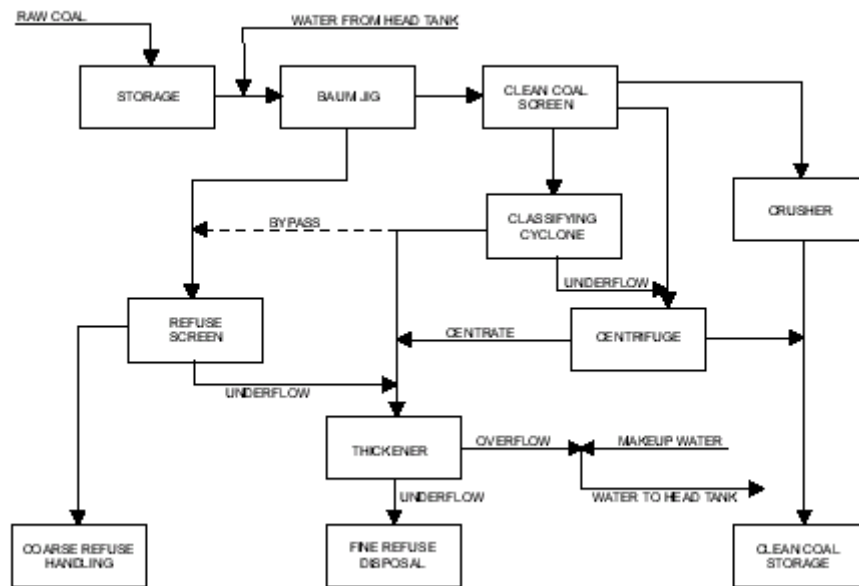 RAW COAL
WATER FROM HEAD TANK
STORAGE
BAUM JIG
CLEAN COAL
SCREEN
CRUSHER
CLASSIFYING
CYCLONE
BYPASS
UNDERFLOW
REFUSE
SCREEN
CENTRATE
CENTRIFUGE
UNDERFLOW
THICKENER
OVERFLOW
MAKEUP WATER
WATER TO HEAD TANK
UNDERFLOW
COARSE REFUSE
HANDLING
FINE REFUSE
DISPOSAL
CLEAN COAL
STORAGE